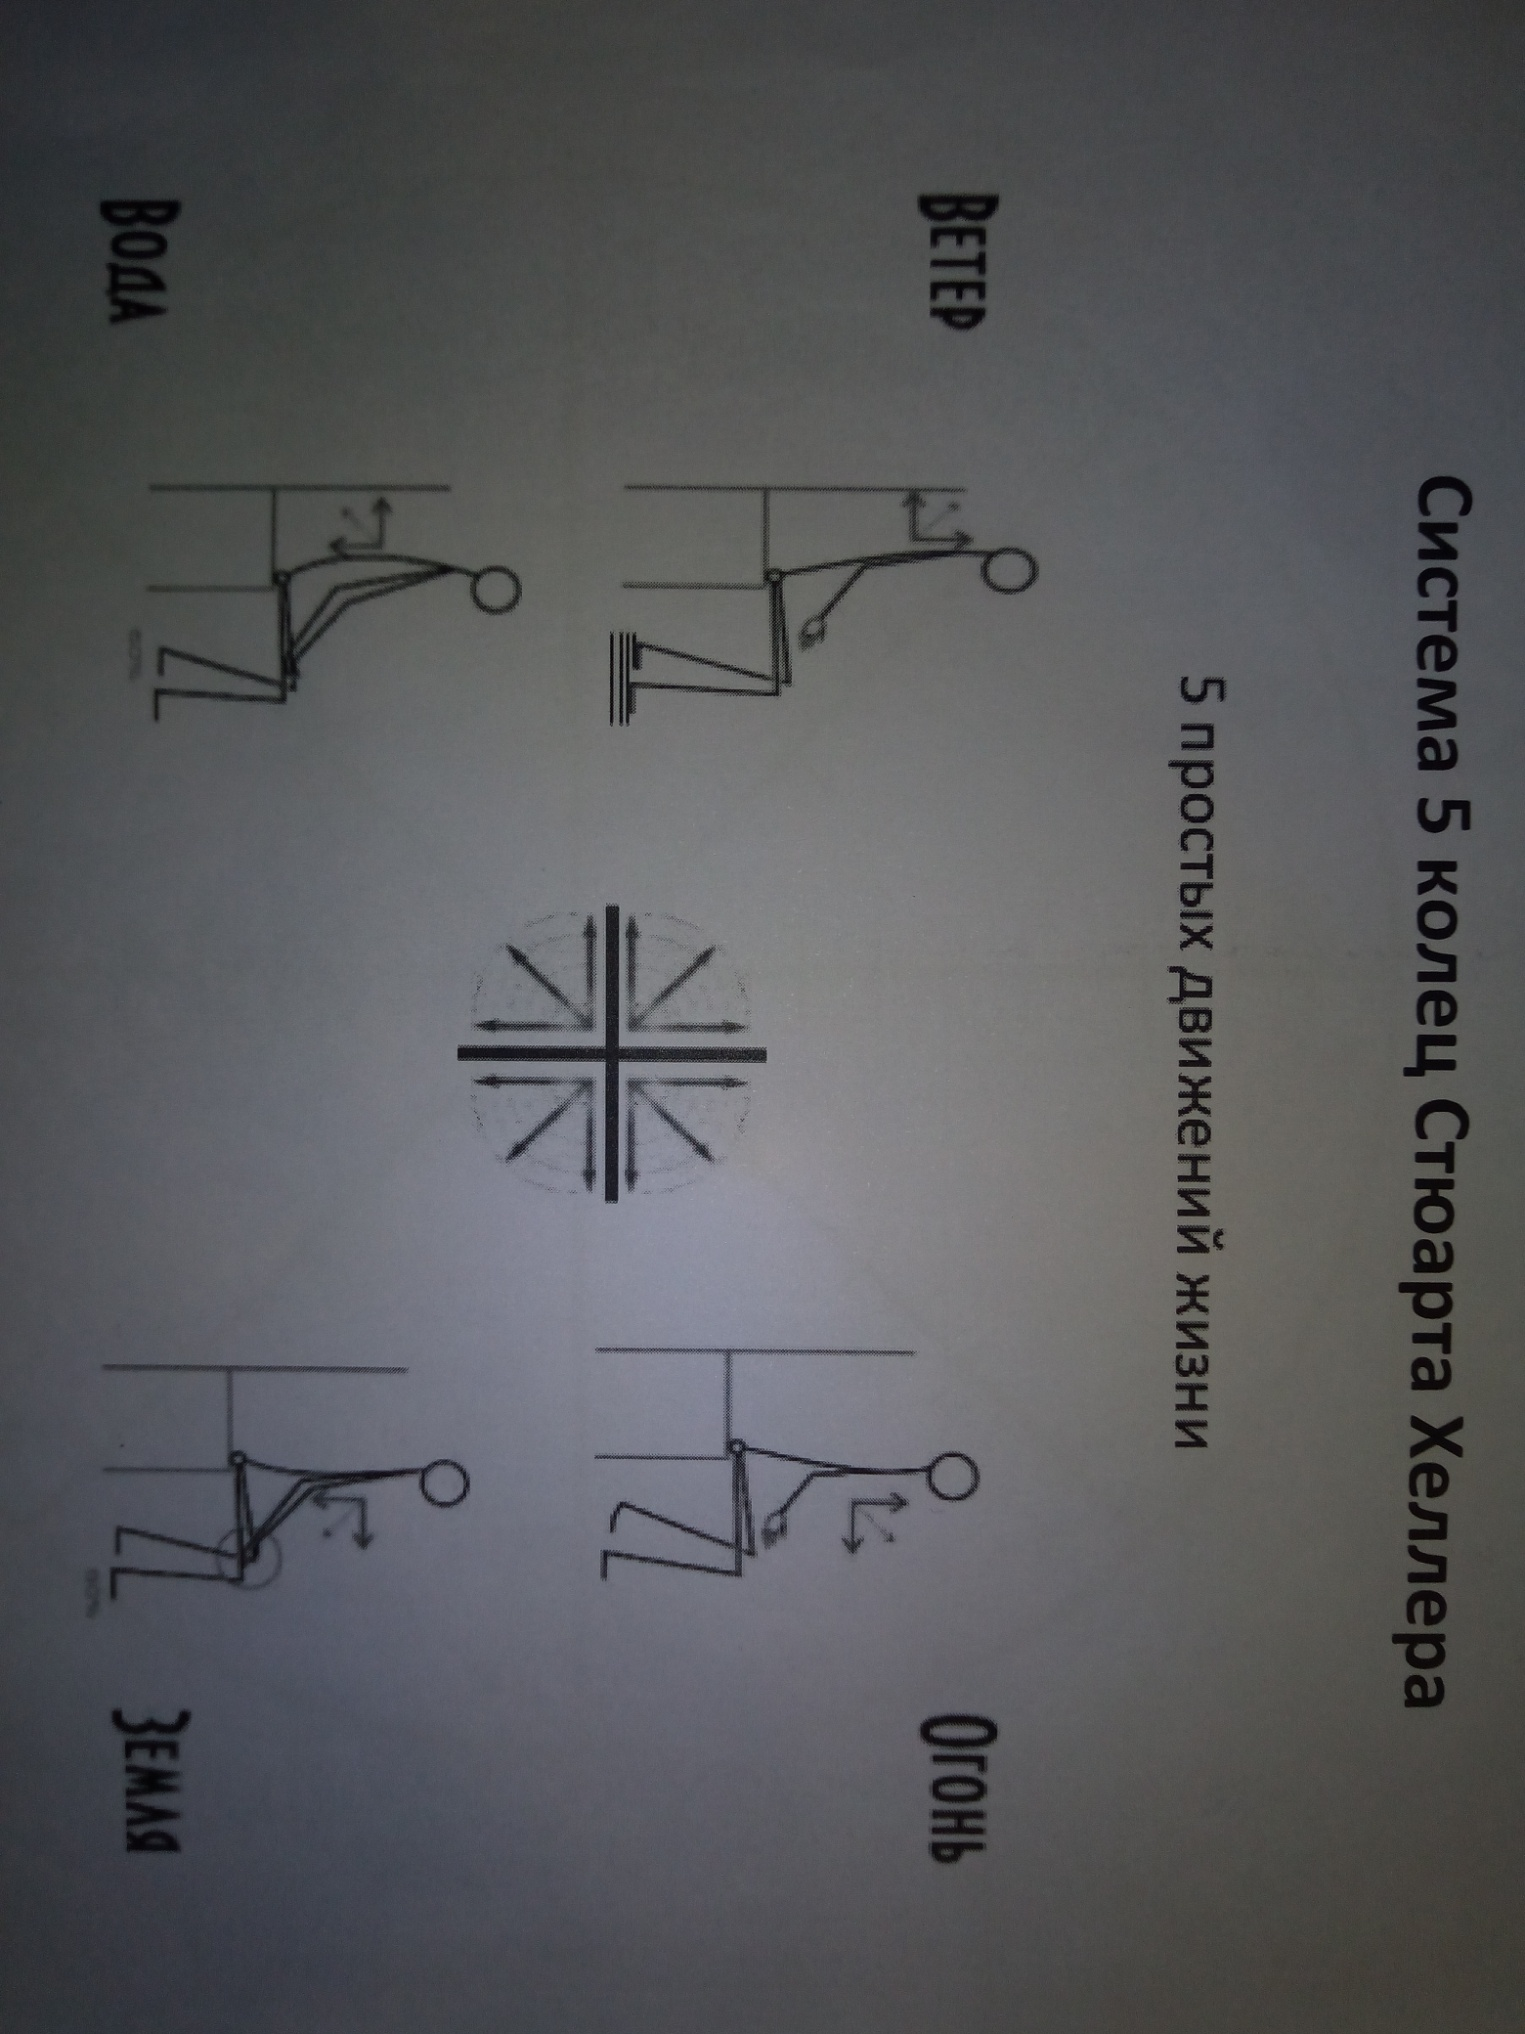 Система 5 колец Стюарта Хеллера
5 простых движений жизни
Ветер
Огонь
Вода
Земля